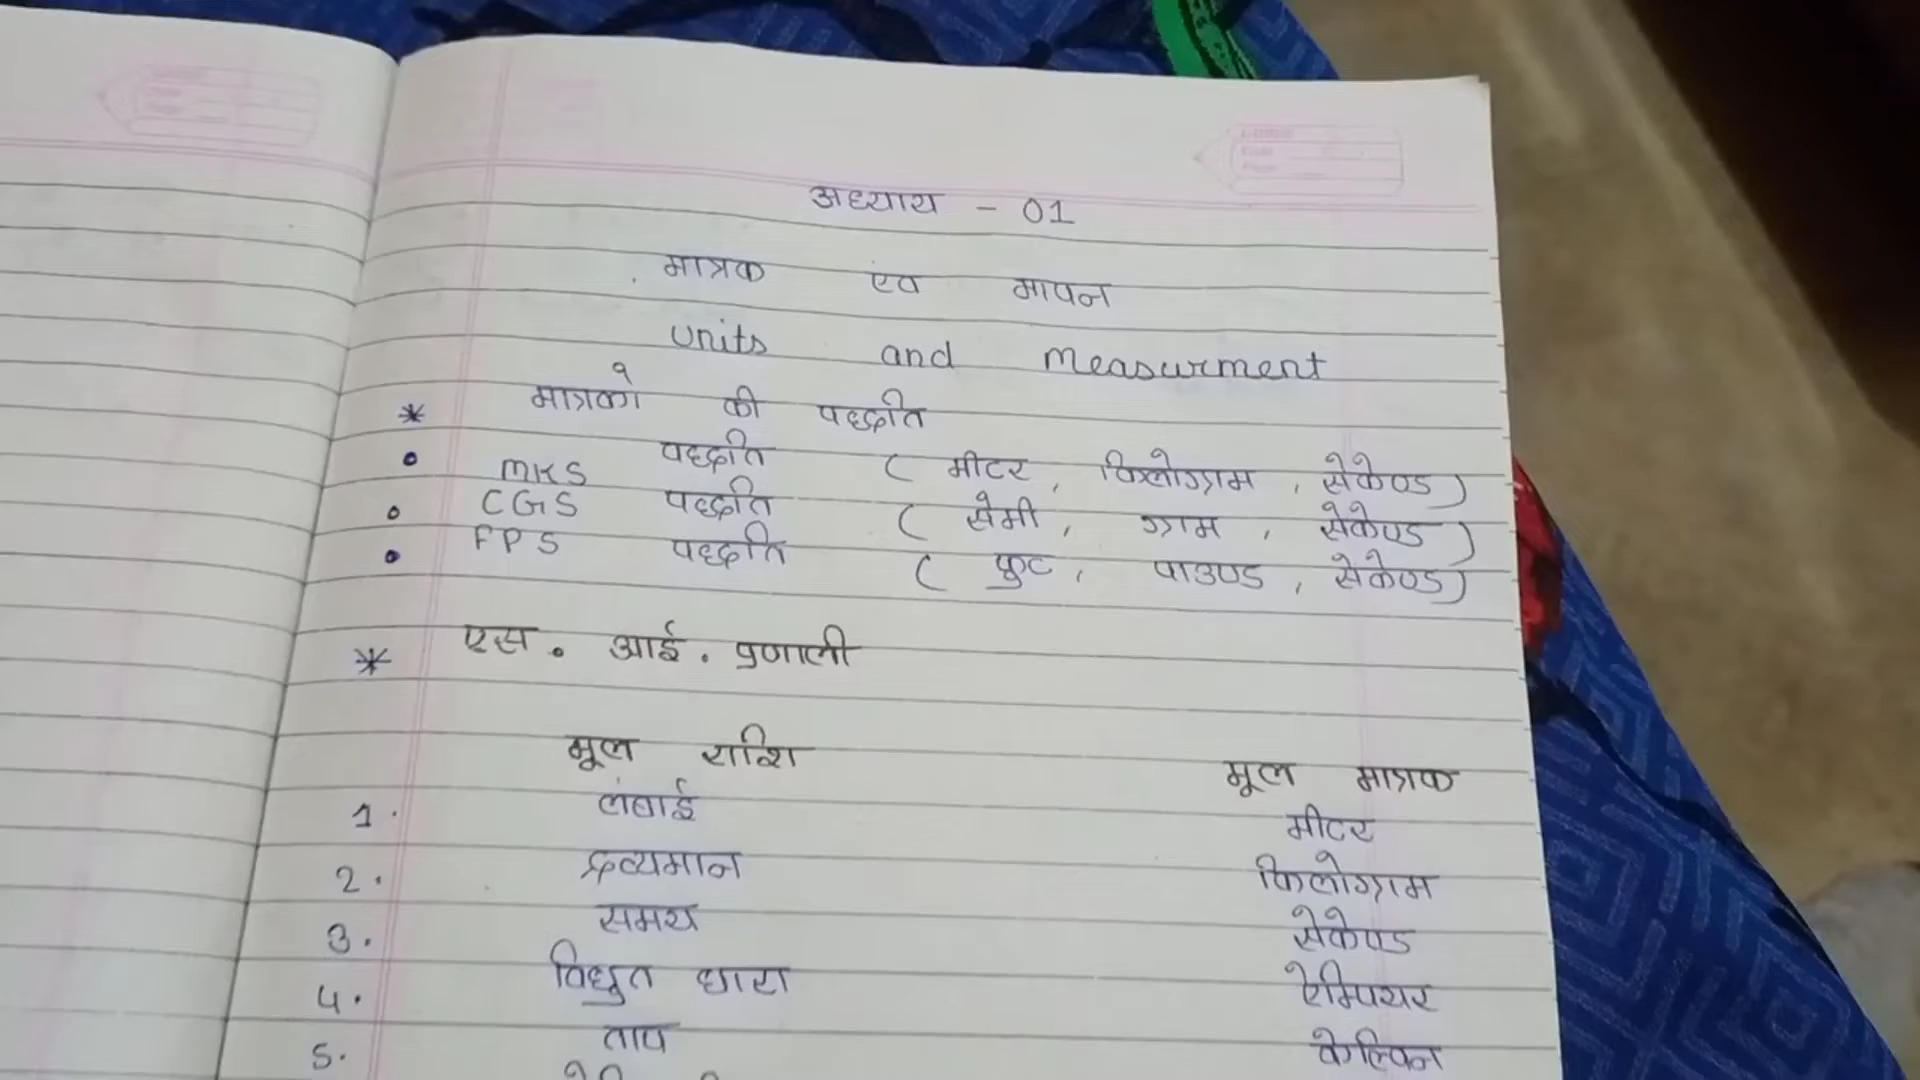 अध्याय - 01
मात्रक एव मापन
units and measurment
* मात्रको की पद्धति
• MKS पद्धति ( मीटर, किलोग्राम, सेकेण्ड)
• CGS पद्धति ( सेमी, ग्राम, सेकेण्ड)
• FPS पद्धति ( फुट, पाउण्ड, सेकेण्ड)
* एस. आई. प्रणाली
मूल राशि मूल मात्रक
1. लंबाई मीटर
2. द्रव्यमान किलोग्राम
3. समय सेकेण्ड
4. विधुत धारा ऐम्पियर
5. ताप केल्विन